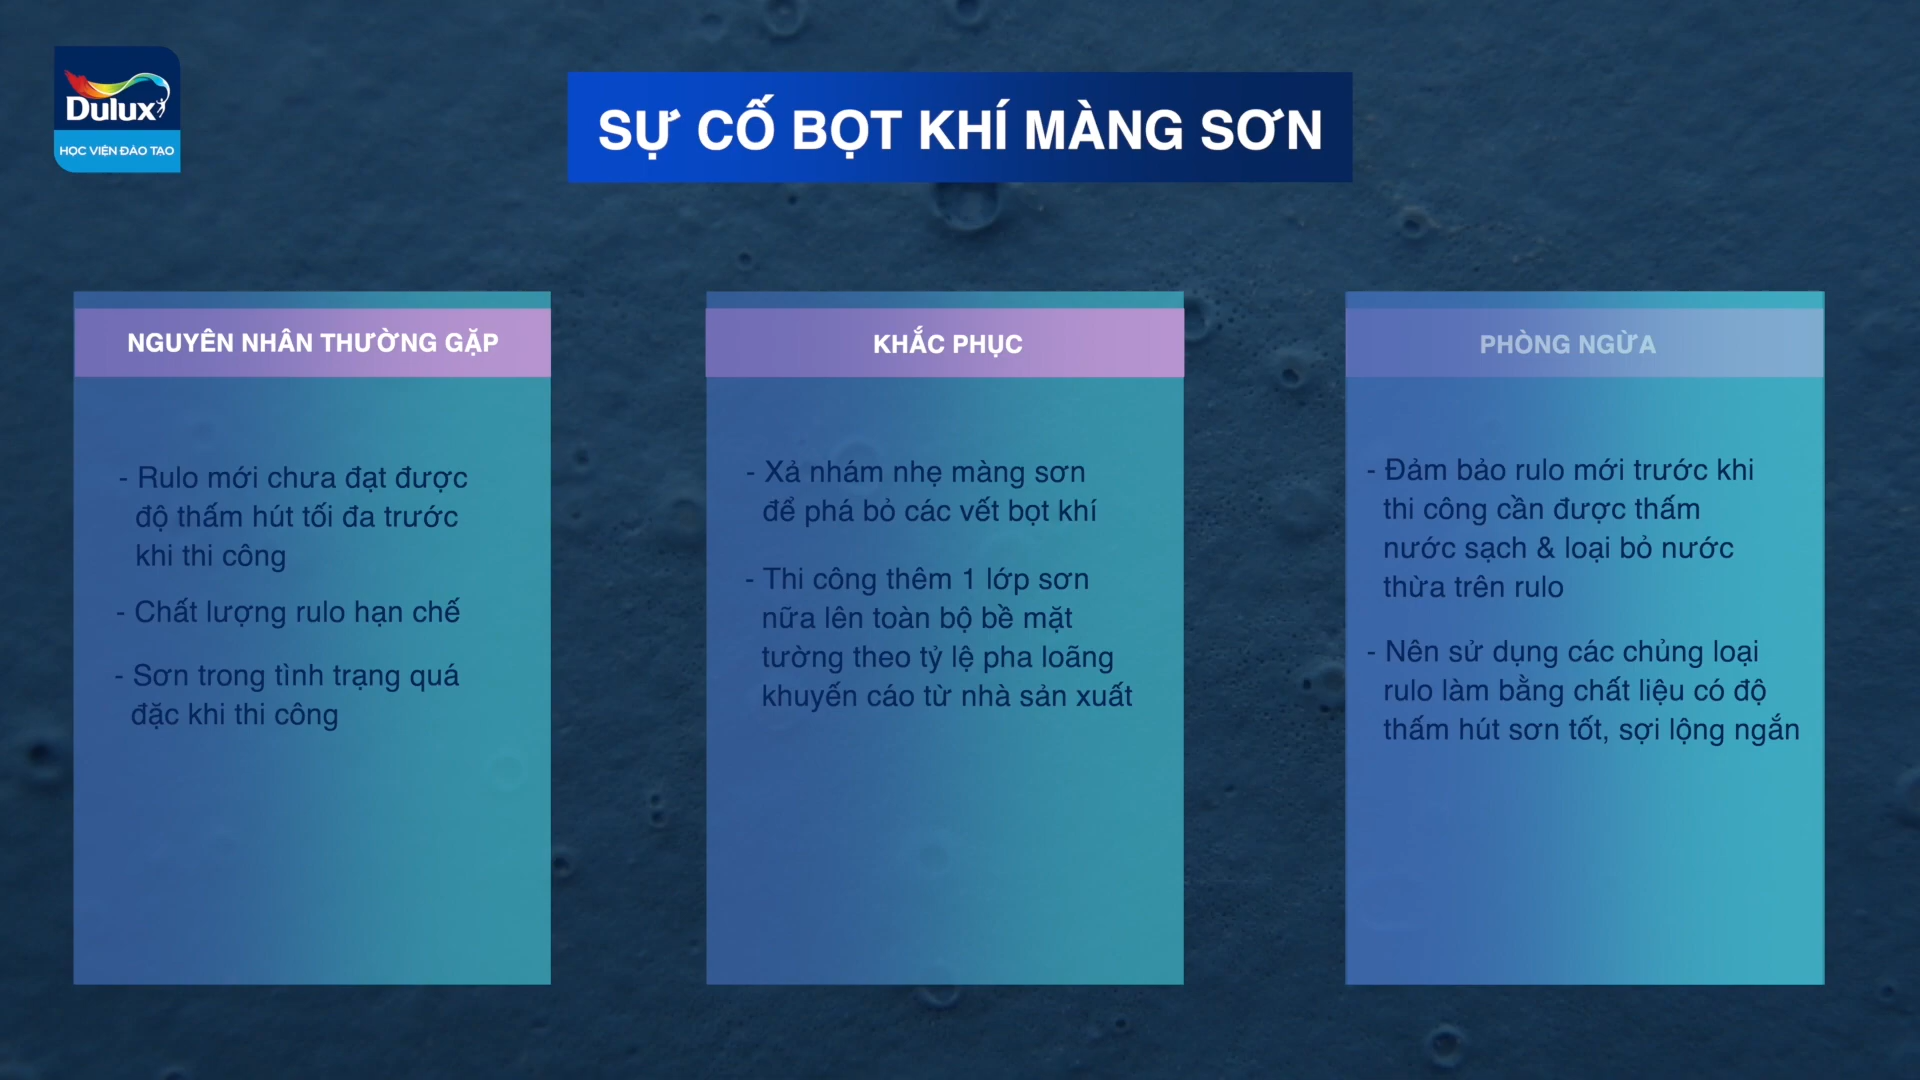 Dulux
HỌC VIỆN ĐÀO TẠO
SỰ CỐ BỌT KHÍ MÀNG SƠN
NGUYÊN NHÂN THƯỜNG GẶP
- Rulo mới chưa đạt được
độ thấm hút tối đa trước
khi thi công
- Chất lượng rulo hạn chế
- Sơn trong tình trạng quá
đặc khi thi công
KHẮC PHỤC
- Xả nhám nhẹ màng sơn
để phá bỏ các vết bọt khí
- Thi công thêm 1 lớp sơn
nữa lên toàn bộ bề mặt
tường theo tỷ lệ pha loãng
khuyến cáo từ nhà sản xuất
PHÒNG NGỪA
- Đảm bảo rulo mới trước khi
thi công cần được thấm
nước sạch & loại bỏ nước
thừa trên rulo
- Nên sử dụng các chủng loại
rulo làm bằng chất liệu có độ
thấm hút sơn tốt, sợi lộng ngắn